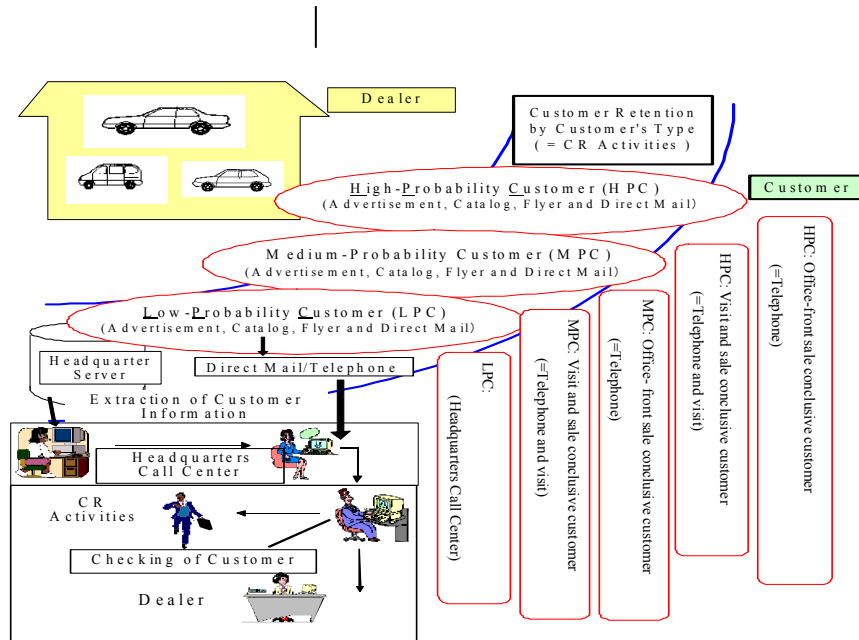 Dealer
Customer Retention
by Customer's Type
( = CR Activities )
High-Probability Customer (HPC)
(Advertisement, Catalog, Flyer and Direct Mail)
Customer
Medium-Probability Customer (MPC)
(Advertisement, Catalog, Flyer and Direct Mail)
Low-Probability Customer (LPC)
(Advertisement, Catalog, Flyer and Direct Mail)
Headquarter
Server
Direct Mail/Telephone
Extraction of Customer
Information
Headquarters
Call Center
CR
Activities
Checking of Customer
Dealer
LPC:
(Headquarters Call Center)
MPC: Visit and sale conclusive customer
(=Telephone and visit)
MPC: Office- front sale conclusive customer
(=Telephone)
HPC: Visit and sale conclusive customer
(=Telephone and visit)
HPC: Office-front sale conclusive customer
(=Telephone)